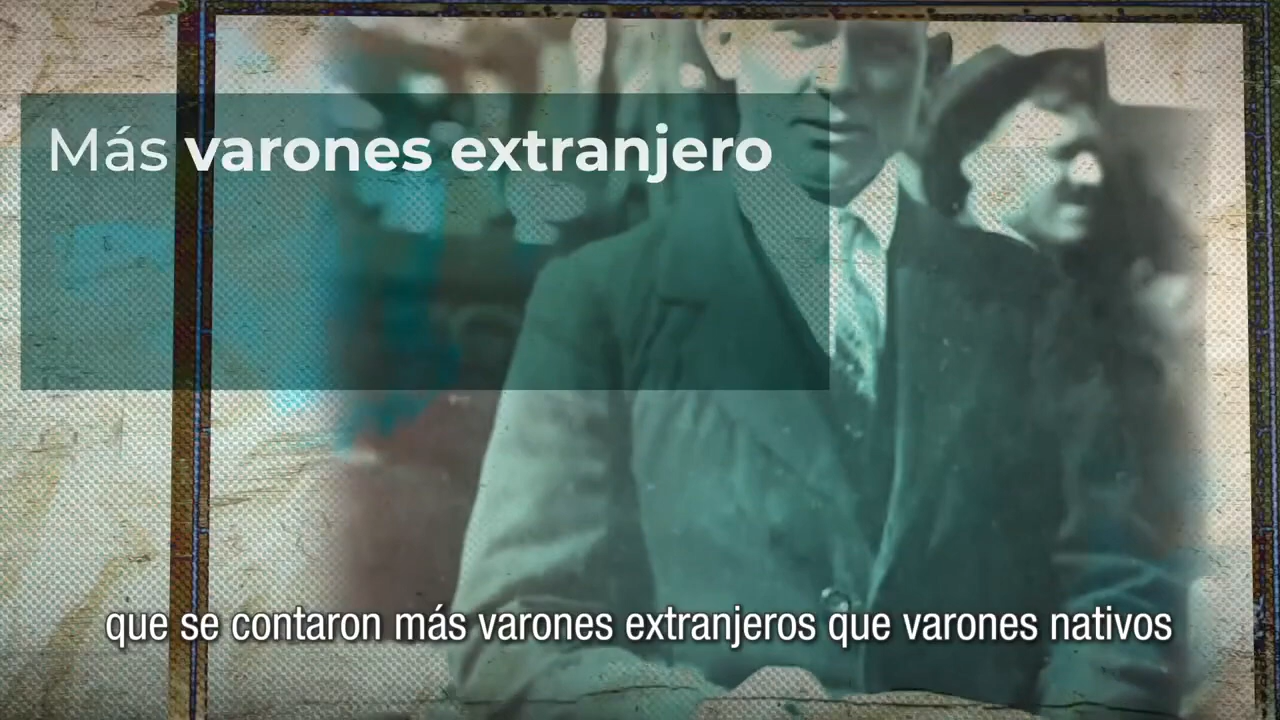 Más varones extranjero
que se contaron más varones extranjeros que varones nativos